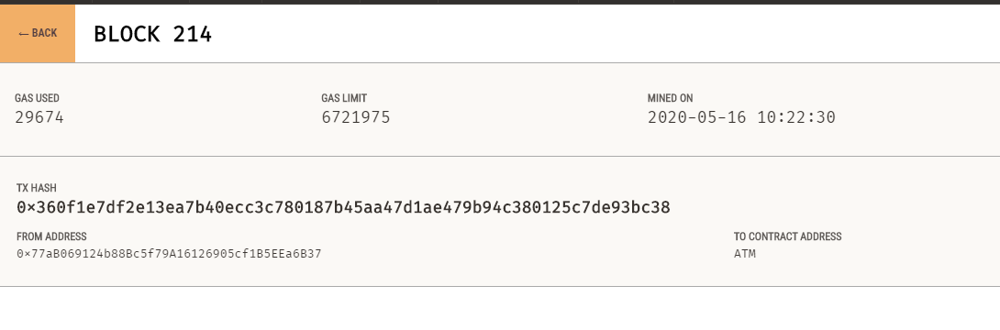 ← BACK
BLOCK 214
GAS USED
29674
GAS LIMIT
6721975
MINED ON
2020-05-16 10:22:30
TX HASH
0×360f1e7df2e13ea7b40ecc3c780187b45aa47d1ae479b94c380125c7de93bc38
FROM ADDRESS
0×77aB069124b88Bc5f79A16126905cf1B5EEa6B37
TO CONTRACT ADDRESS
ATM